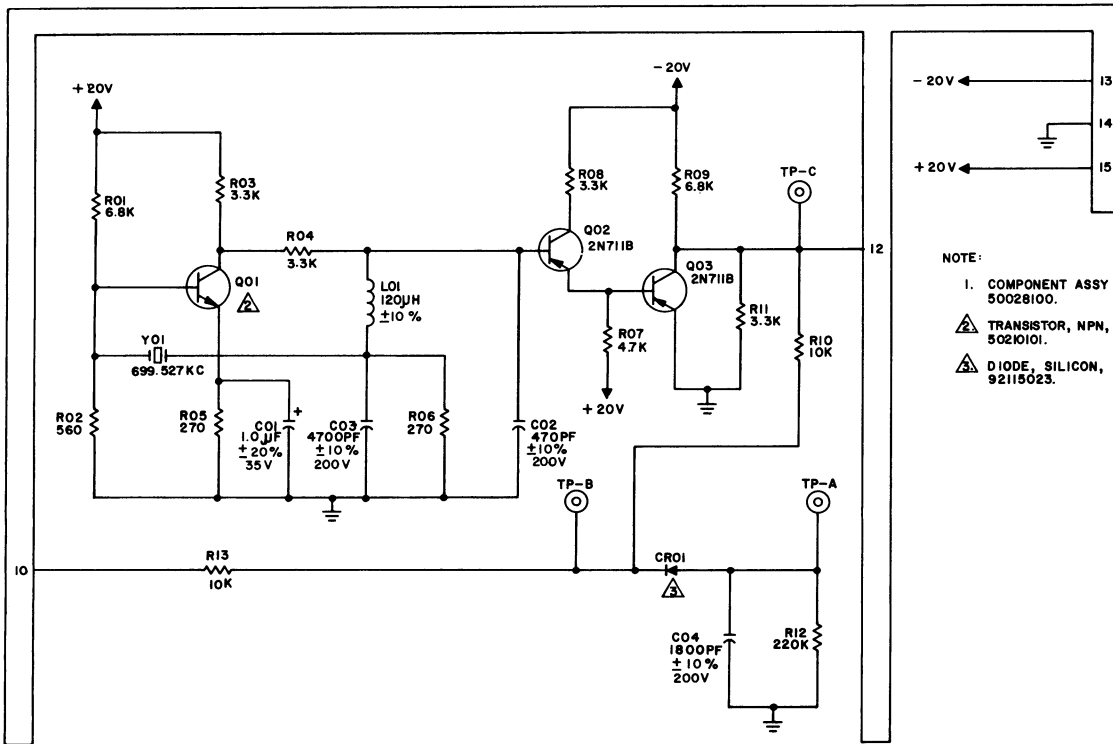 +20V
R01
6.8K
R03
3.3K
R04
3.3K
Q01
2
L01
120µH
±10%
Y01
699.527KC
R02
560
R05
270
C01
+
1.0µF
±20%
35V
C03
4700PF
±10%
200V
R06
270
C02
470PF
±10%
200V
-20V
R08
3.3K
R09
6.8K
Q02
2N711B
Q03
2N711B
R07
4.7K
+20V
R11
3.3K
R10
10K
TP-C
12
TP-B
TP-A
10
R13
10K
CR01
3
C04
1800PF
±10%
200V
R12
220K
-20V
13
14
+20V
15
NOTE:
1. COMPONENT ASSY
50028100.
2. TRANSISTOR, NPN,
50210101.
3. DIODE, SILICON,
92115023.